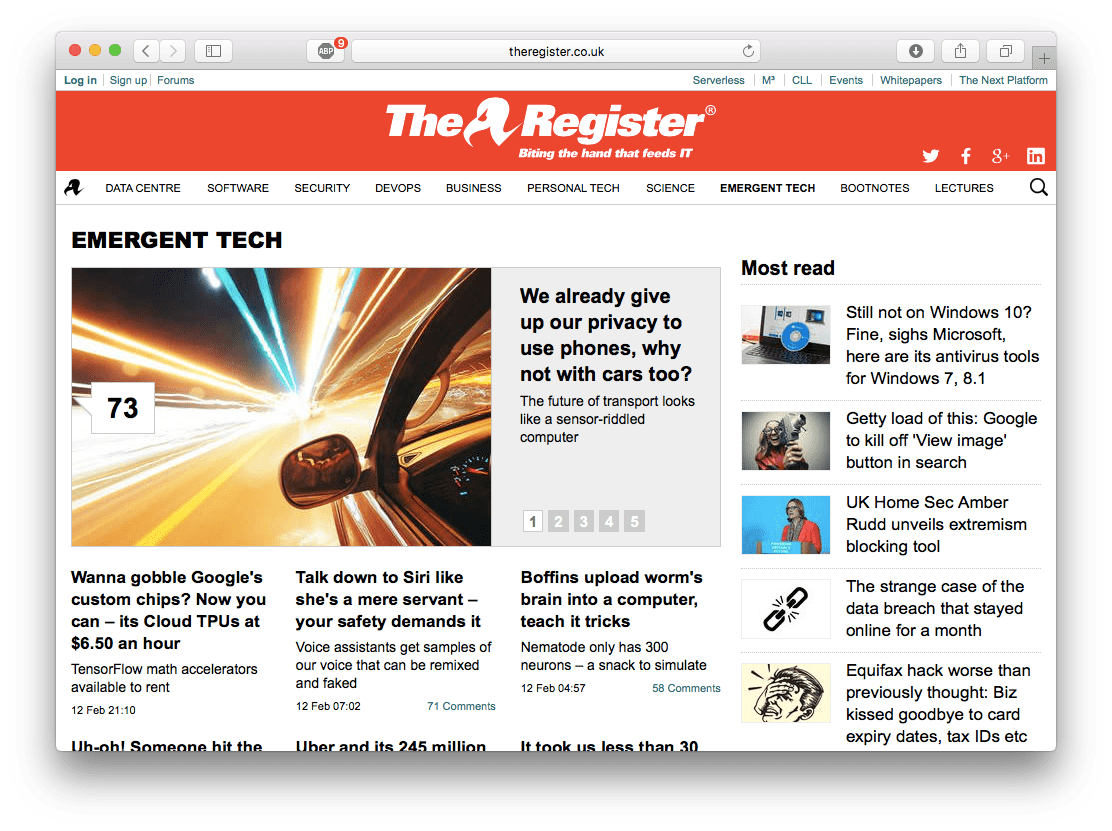 ABP
9
theregister.co.uk
Log in
Sign up
Forums
Serverless
M³
CLL
Events
Whitepapers
The Next Platform
The Register®
Biting the hand that feeds IT
8+
in
DATA CENTRE
SOFTWARE
SECURITY
DEVOPS
BUSINESS
PERSONAL TECH
SCIENCE
EMERGENT TECH
BOOTNOTES
LECTURES
EMERGENT TECH
73
We already give
up our privacy to
use phones, why
not with cars too?
The future of transport looks
like a sensor-riddled
computer
1 2 3 4 5
Wanna gobble Google's
custom chips? Now you
can – its Cloud TPUs at
$6.50 an hour
TensorFlow math accelerators
available to rent
12 Feb 21:10
Talk down to Siri like
she's a mere servant –
your safety demands it
Voice assistants get samples of
our voice that can be remixed
and faked
12 Feb 07:02
71 Comments
Boffins upload worm's
brain into a computer,
teach it tricks
Nematode only has 300
neurons – a snack to simulate
12 Feb 04:57
58 Comments
Uh-oh! Someone hit the
Uber and its 245 million
It took us less than 30
Most read
Still not on Windows 10?
Fine, sighs Microsoft,
here are its antivirus tools
for Windows 7, 8.1
Getty load of this: Google
to kill off 'View image'
button in search
UK Home Sec Amber
Rudd unveils extremism
blocking tool
The strange case of the
data breach that stayed
online for a month
Equifax hack worse than
previously thought: Biz
kissed goodbye to card
expiry dates, tax IDs etc